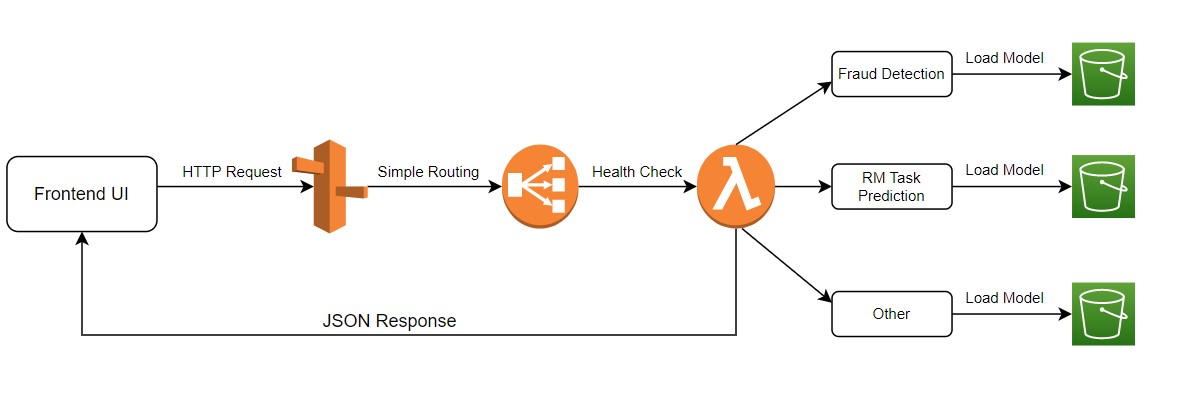 Frontend UI
HTTP Request
Simple Routing
Health Check
Fraud Detection
Load Model
RM Task
Prediction
Load Model
Other
Load Model
JSON Response